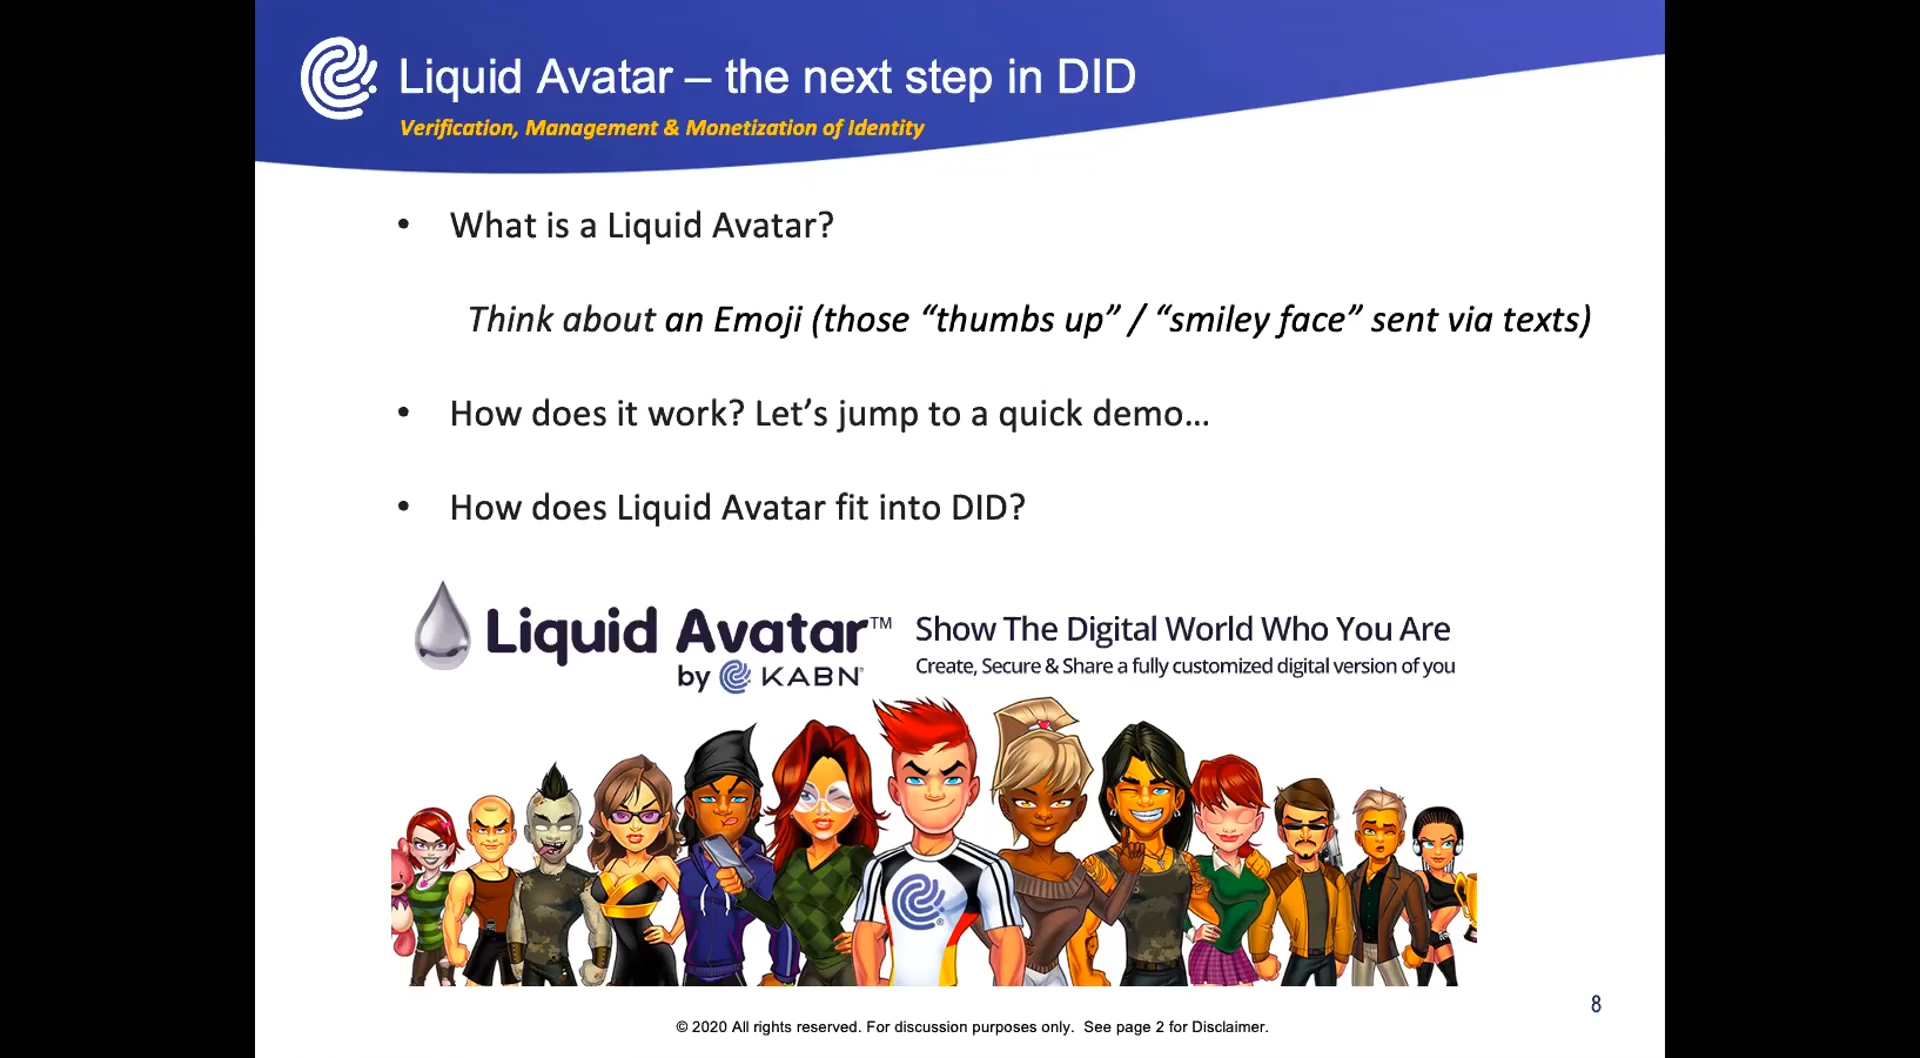 Liquid Avatar – the next step in DID
Verification, Management & Monetization of Identity
• What is a Liquid Avatar?
Think about an Emoji (those “thumbs up” / “smiley face” sent via texts)
• How does it work? Let’s jump to a quick demo…
• How does Liquid Avatar fit into DID?
Liquid Avatar™
by KABN®
Show The Digital World Who You Are
Create, Secure & Share a fully customized digital version of you
8
© 2020 All rights reserved. For discussion purposes only. See page 2 for Disclaimer.